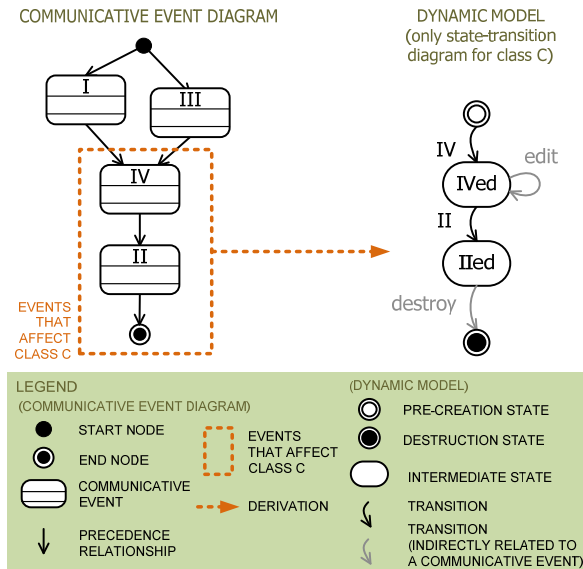 COMMUNICATIVE EVENT DIAGRAM
I
III
IV
II
EVENTS
THAT
AFFECT
CLASS C
DYNAMIC MODEL
(only state-transition
diagram for class C)
IV
edit
IVed
II
IIed
destroy
LEGEND
(COMMUNICATIVE EVENT DIAGRAM)
START NODE
END NODE
COMMUNICATIVE
EVENT
PRECEDENCE
RELATIONSHIP
EVENTS
THAT AFFECT
CLASS C
DERIVATION
(DYNAMIC MODEL)
PRE-CREATION STATE
DESTRUCTION STATE
INTERMEDIATE STATE
TRANSITION
TRANSITION
(INDIRECTLY RELATED TO
A COMMUNICATIVE EVENT)